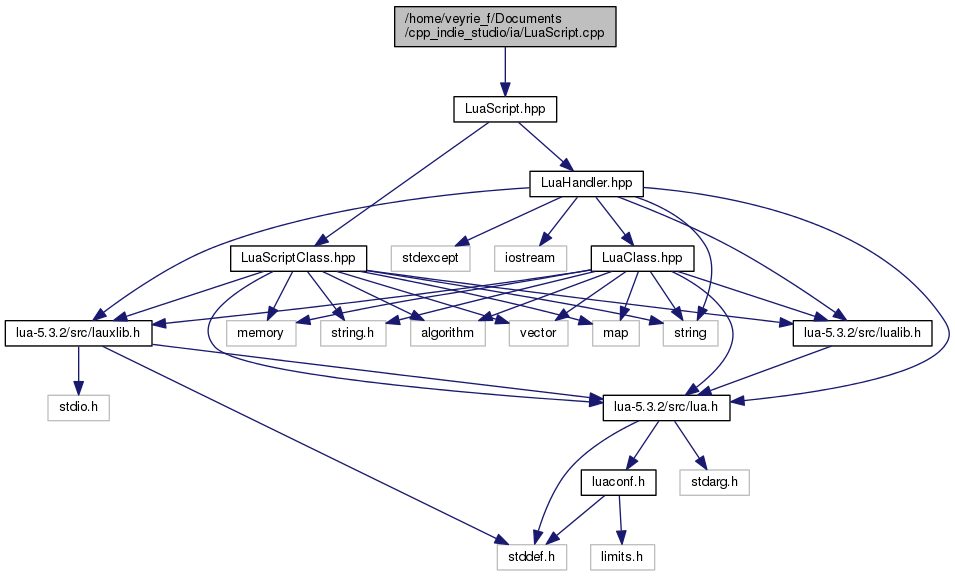 /home/veyrie_f/Documents
/cpp_indie_studio/ia/LuaScript.cpp
LuaScript.hpp
LuaHandler.hpp
LuaScriptClass.hpp
stdexcept
iostream
LuaClass.hpp
lua-5.3.2/src/lauxlib.h
memory
string.h
algorithm
vector
map
string
lua-5.3.2/src/lualib.h
stdio.h
lua-5.3.2/src/lua.h
luaconf.h
stdarg.h
stddef.h
limits.h